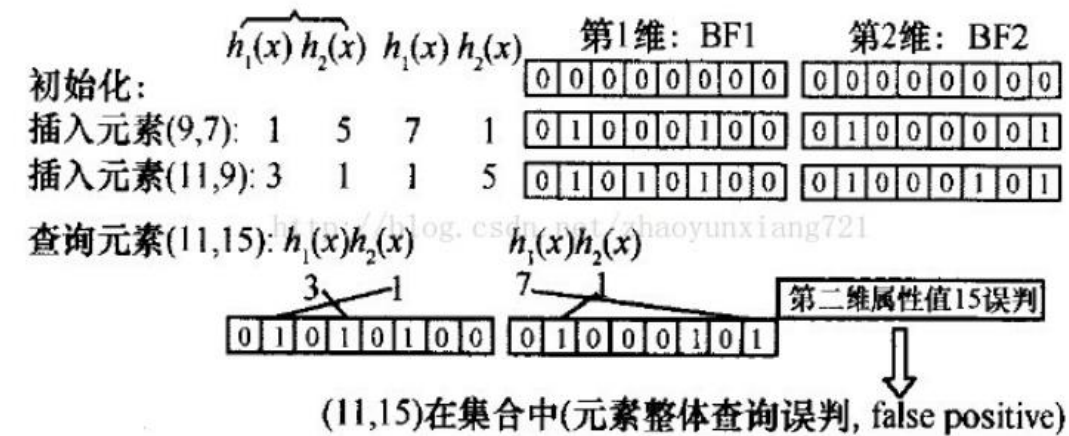 h₁(x) h₂(x) h₁(x) h₂(x) 第1维: BF1 第2维: BF2
初始化: 0 0 0 0 0 0 0 0 0 0 0 0 0 0 0 0
插入元素(9,7): 1 5 7 1 0 1 0 0 0 1 0 0 0 1 0 0 0 0 0 1
插入元素(11,9): 3 1 1 5 0 1 0 1 0 1 0 0 0 1 0 0 0 1 0 1
http://blog.csdn.net/zhaoyunxiang721
查询元素(11,15): h₁(x)h₂(x) h₁(x)h₂(x)
3 1 7 1 第二维属性值15误判
0 1 0 1 0 1 0 0 0 1 0 0 0 1 0 1
(11,15)在集合中(元素整体查询误判, false positive)